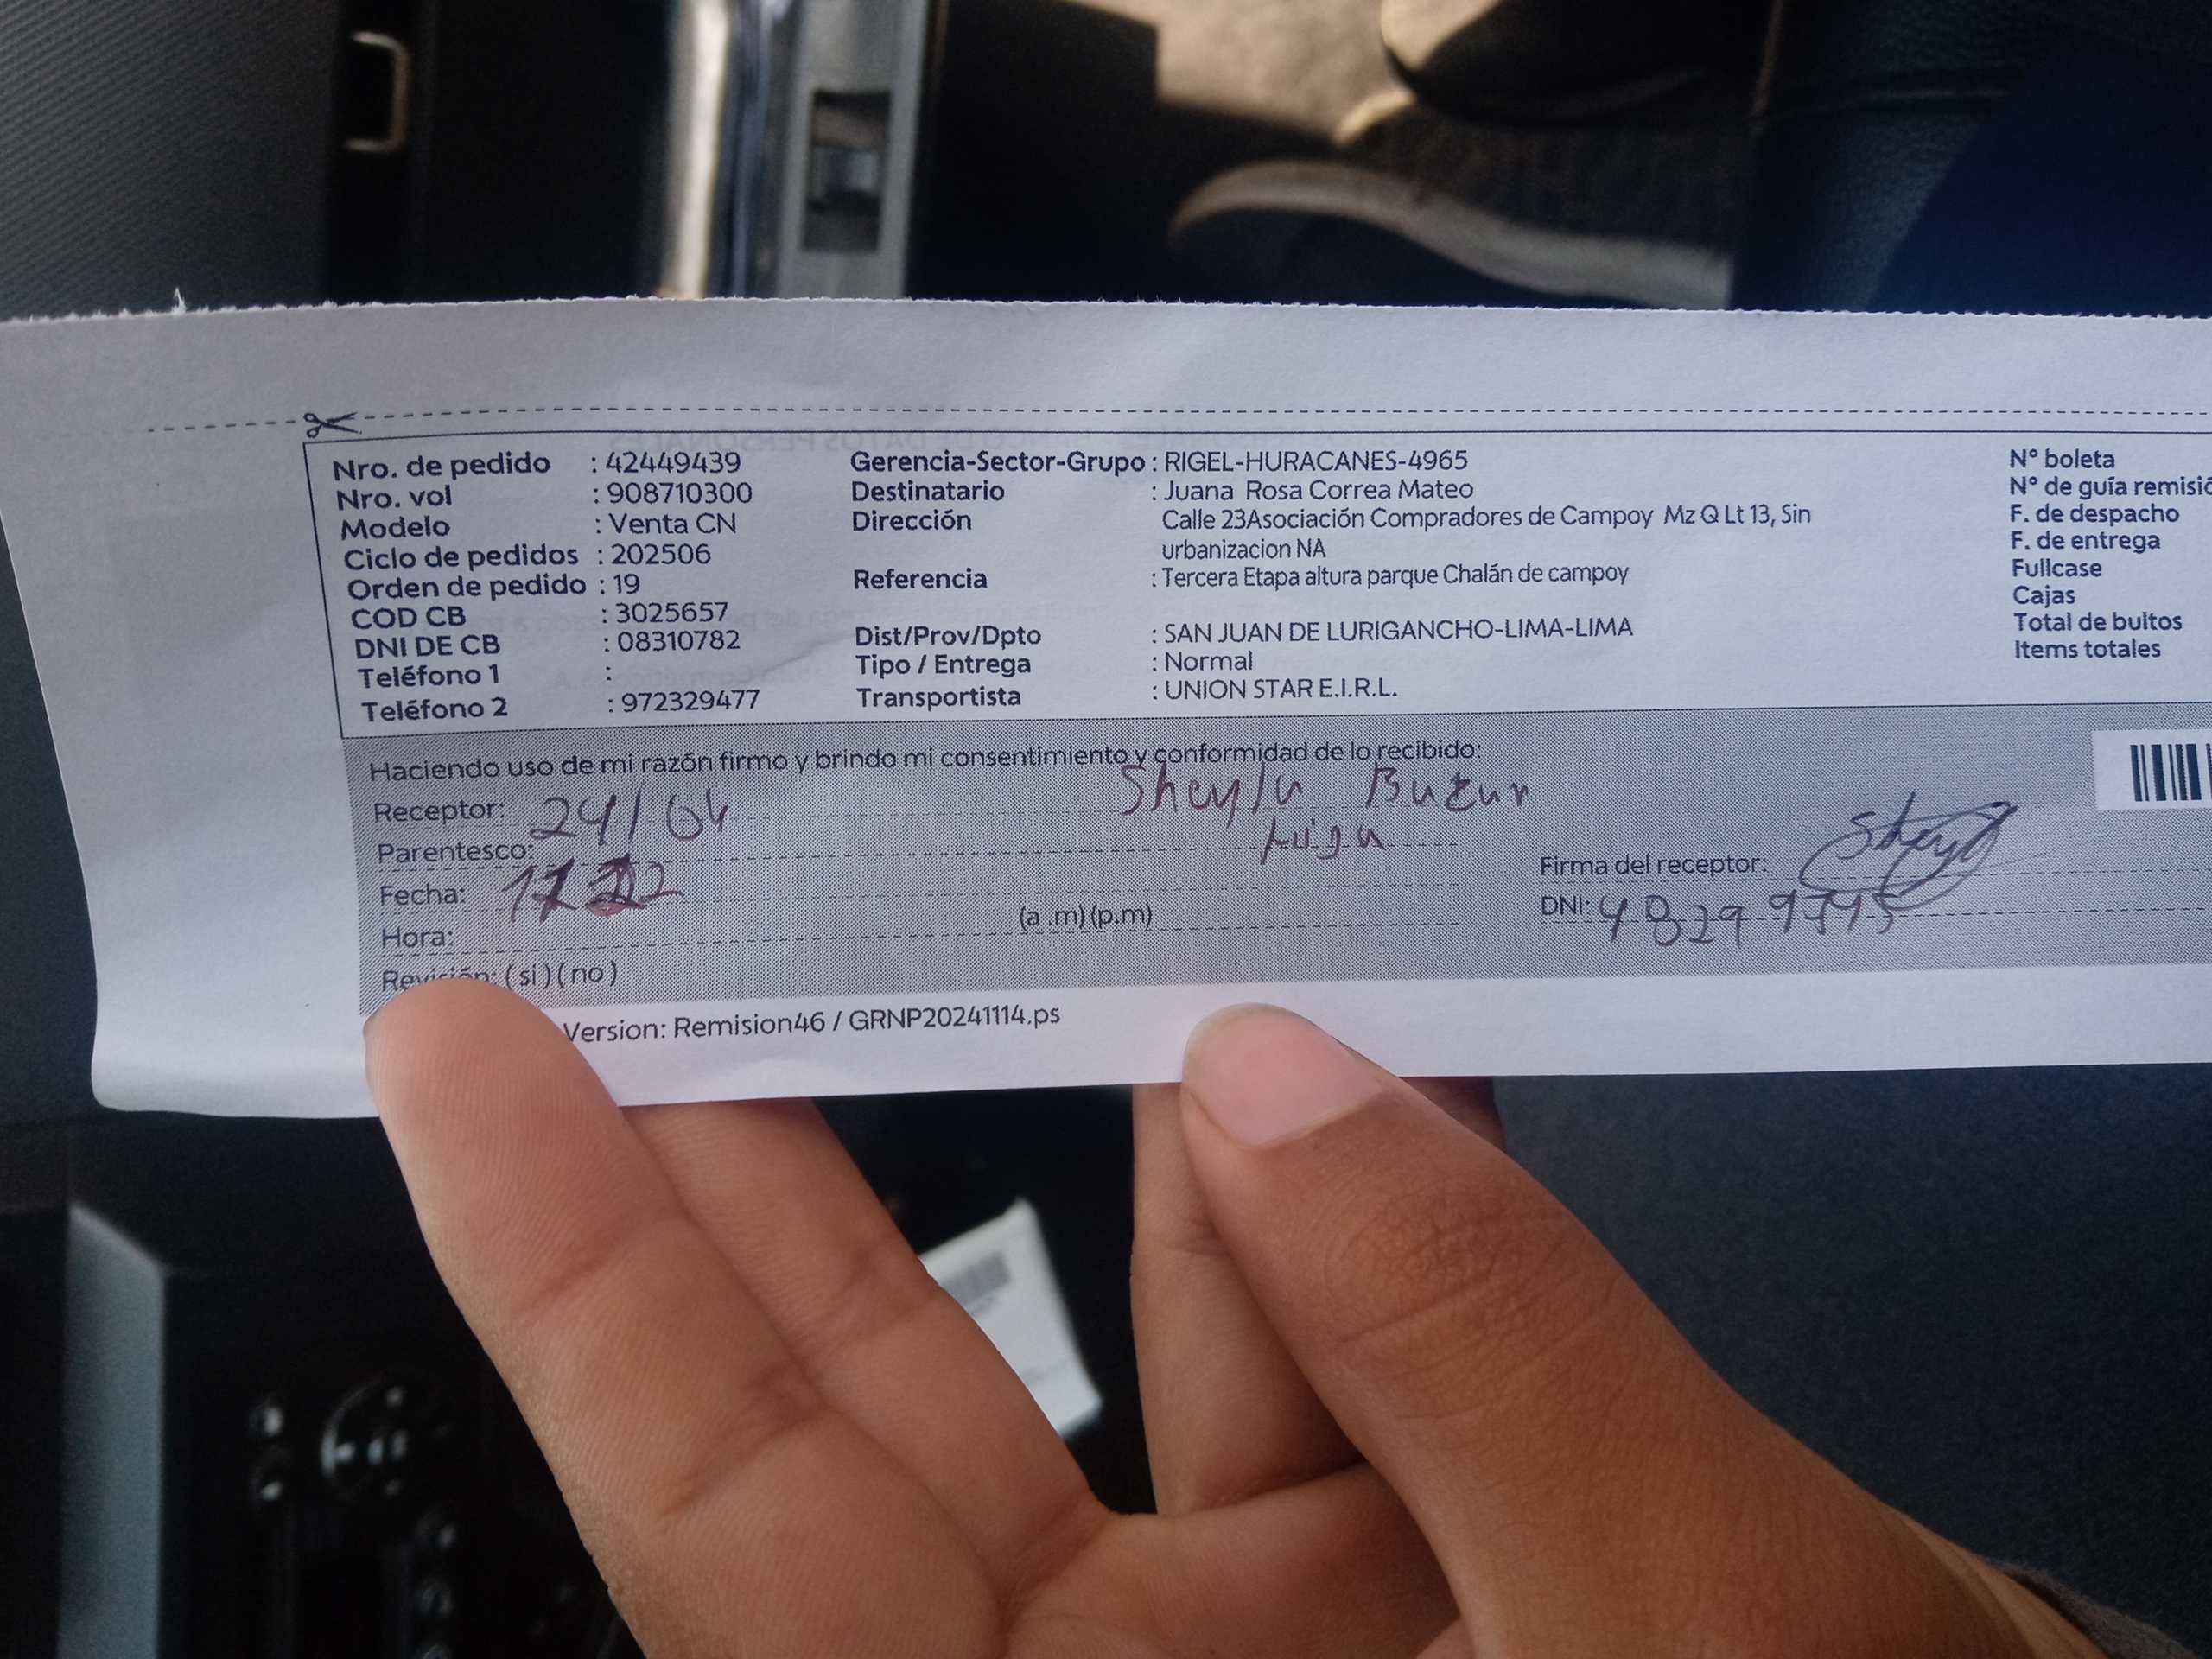 Nro. de pedido : 42449439 Gerencia-Sector-Grupo : RIGEL-HURACANES-4965 N° boleta
Nro. vol : 908710300 Destinatario : Juana Rosa Correa Mateo N° de guía remisió
Modelo : Venta CN Dirección Calle 23Asociación Compradores de Campoy Mz Q Lt 13, Sin F. de despacho
Ciclo de pedidos : 202506 urbanizacion NA F. de entrega
Orden de pedido : 19 Referencia : Tercera Etapa altura parque Chalán de campoy Fullcase
COD CB : 3025657 Cajas
DNI DE CB : 08310782 Dist/Prov/Dpto : SAN JUAN DE LURIGANCHO-LIMA-LIMA Total de bultos
Teléfono 1 : Tipo / Entrega : Normal Items totales
Teléfono 2 : 972329477 Transportista : UNION STAR E.I.R.L.
Haciendo uso de mi razón firmo y brindo mi consentimiento y conformidad de lo recibido:
Receptor: 24/04 Sheyla
Parentesco:
Fecha: Firma del receptor:
Hora: (a .m) (p.m) DNI:
Revisión: (si) (no)
Version: Remision46 / GRNP20241114.ps